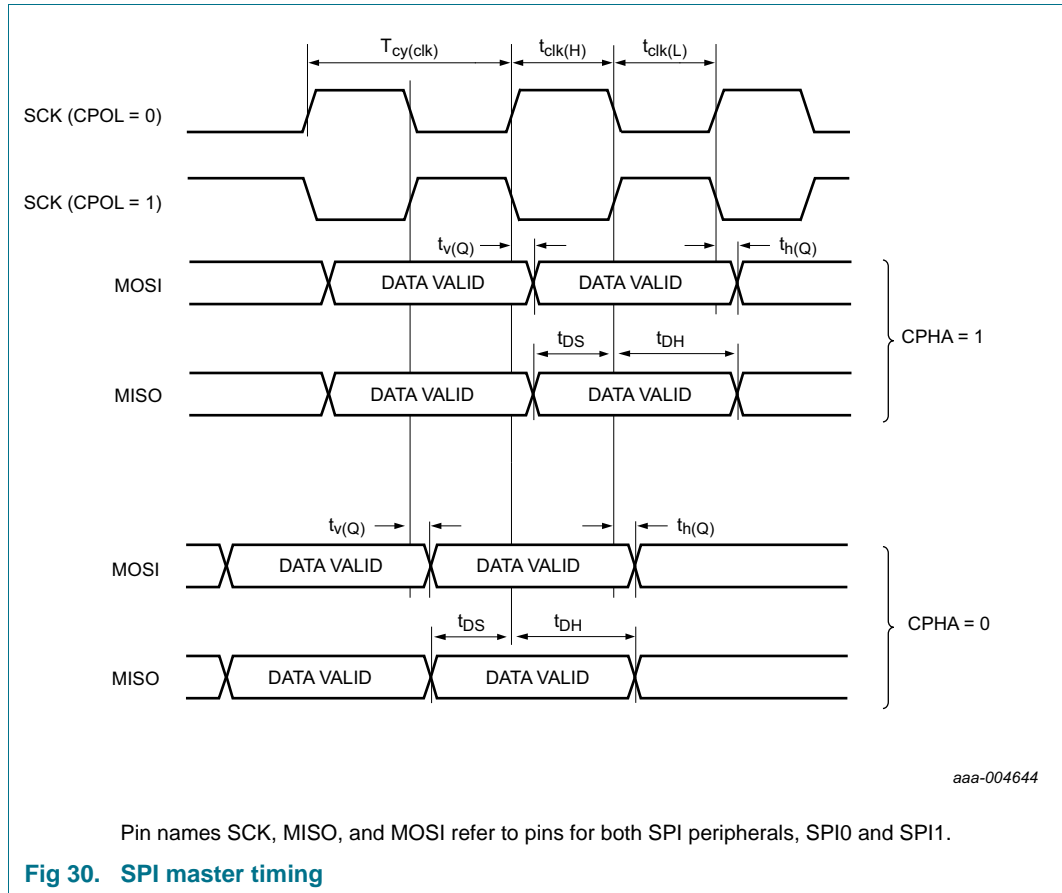 Tcy(clk) tclk(H) tclk(L)
SCK (CPOL = 0)
SCK (CPOL = 1)
tv(Q) th(Q)
MOSI DATA VALID DATA VALID
CPHA = 1
tDS tDH
MISO DATA VALID DATA VALID
tv(Q) th(Q)
MOSI DATA VALID DATA VALID
tDS tDH
CPHA = 0
MISO DATA VALID DATA VALID
aaa-004644
Pin names SCK, MISO, and MOSI refer to pins for both SPI peripherals, SPI0 and SPI1.
Fig 30. SPI master timing